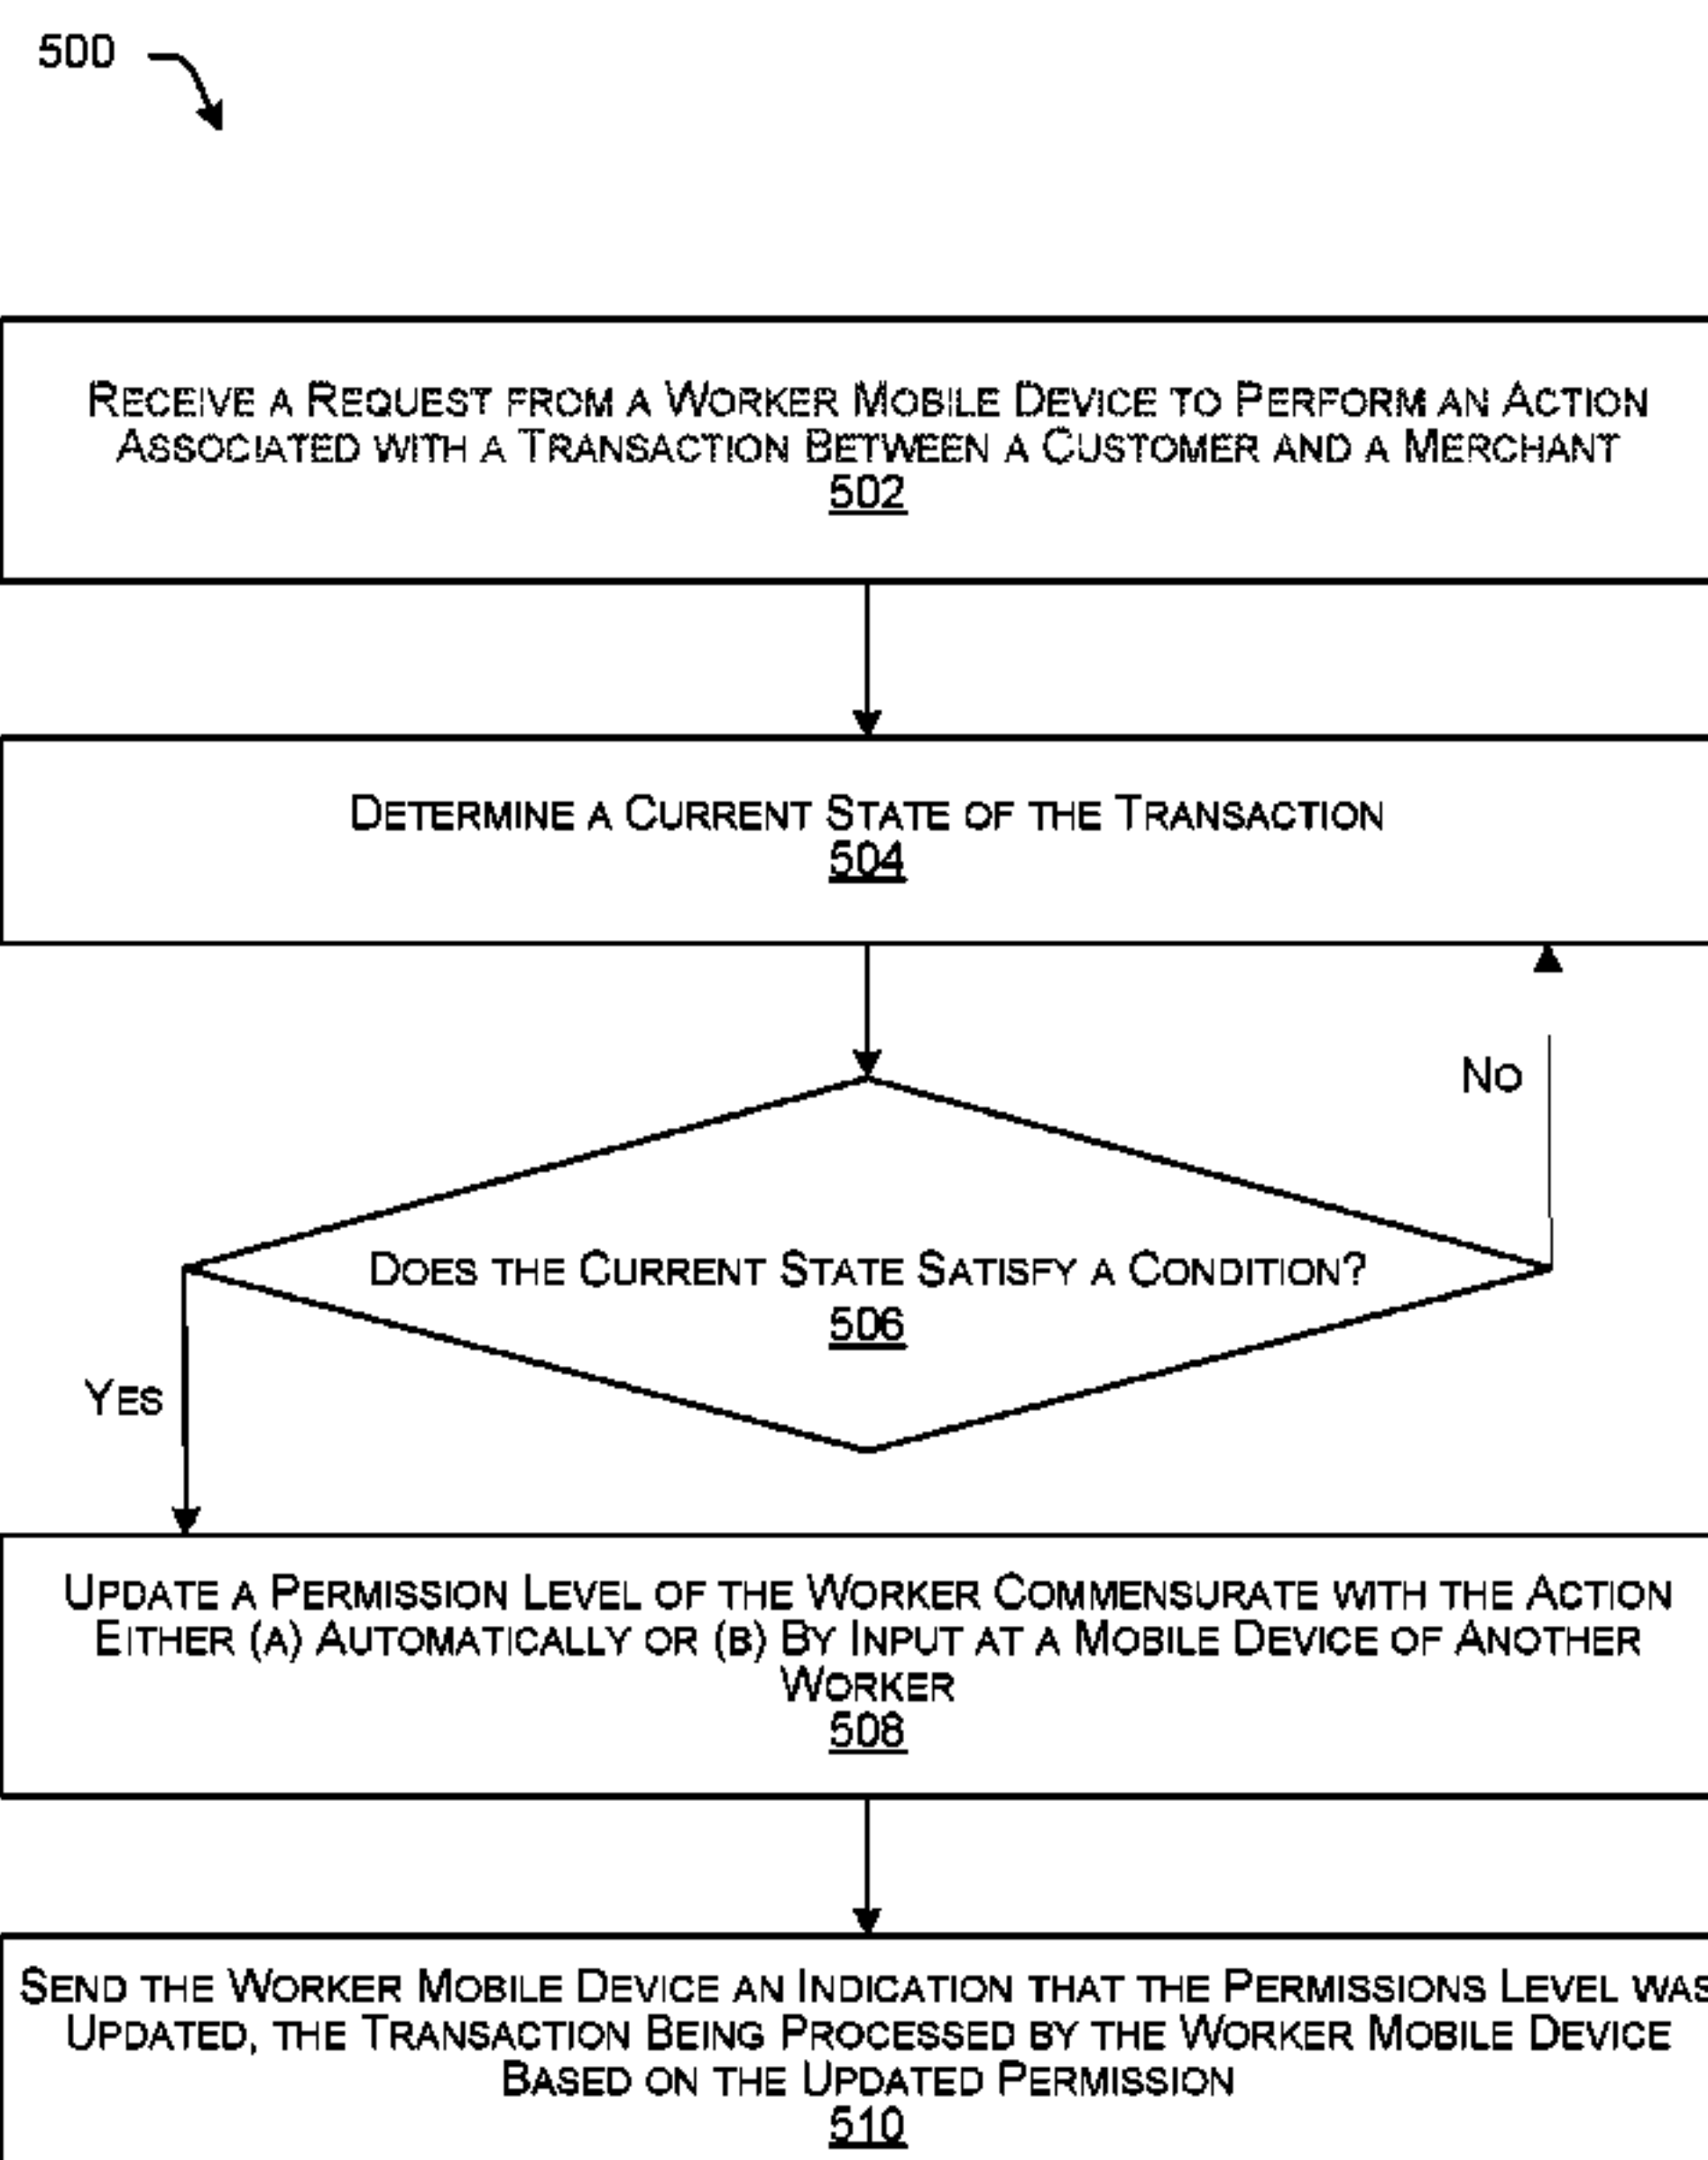 500
Receive a Request from a Worker Mobile Device to Perform an Action
Associated with a Transaction Between a Customer and a Merchant
502
Determine a Current State of the Transaction
504
No
Does the Current State Satisfy a Condition?
506
Yes
Update a Permission Level of the Worker Commensurate with the Action
Either (a) Automatically or (b) By Input at a Mobile Device of Another
Worker
508
Send the Worker Mobile Device an Indication that the Permissions Level was
Updated, the Transaction Being Processed by the Worker Mobile Device
Based on the Updated Permission
510